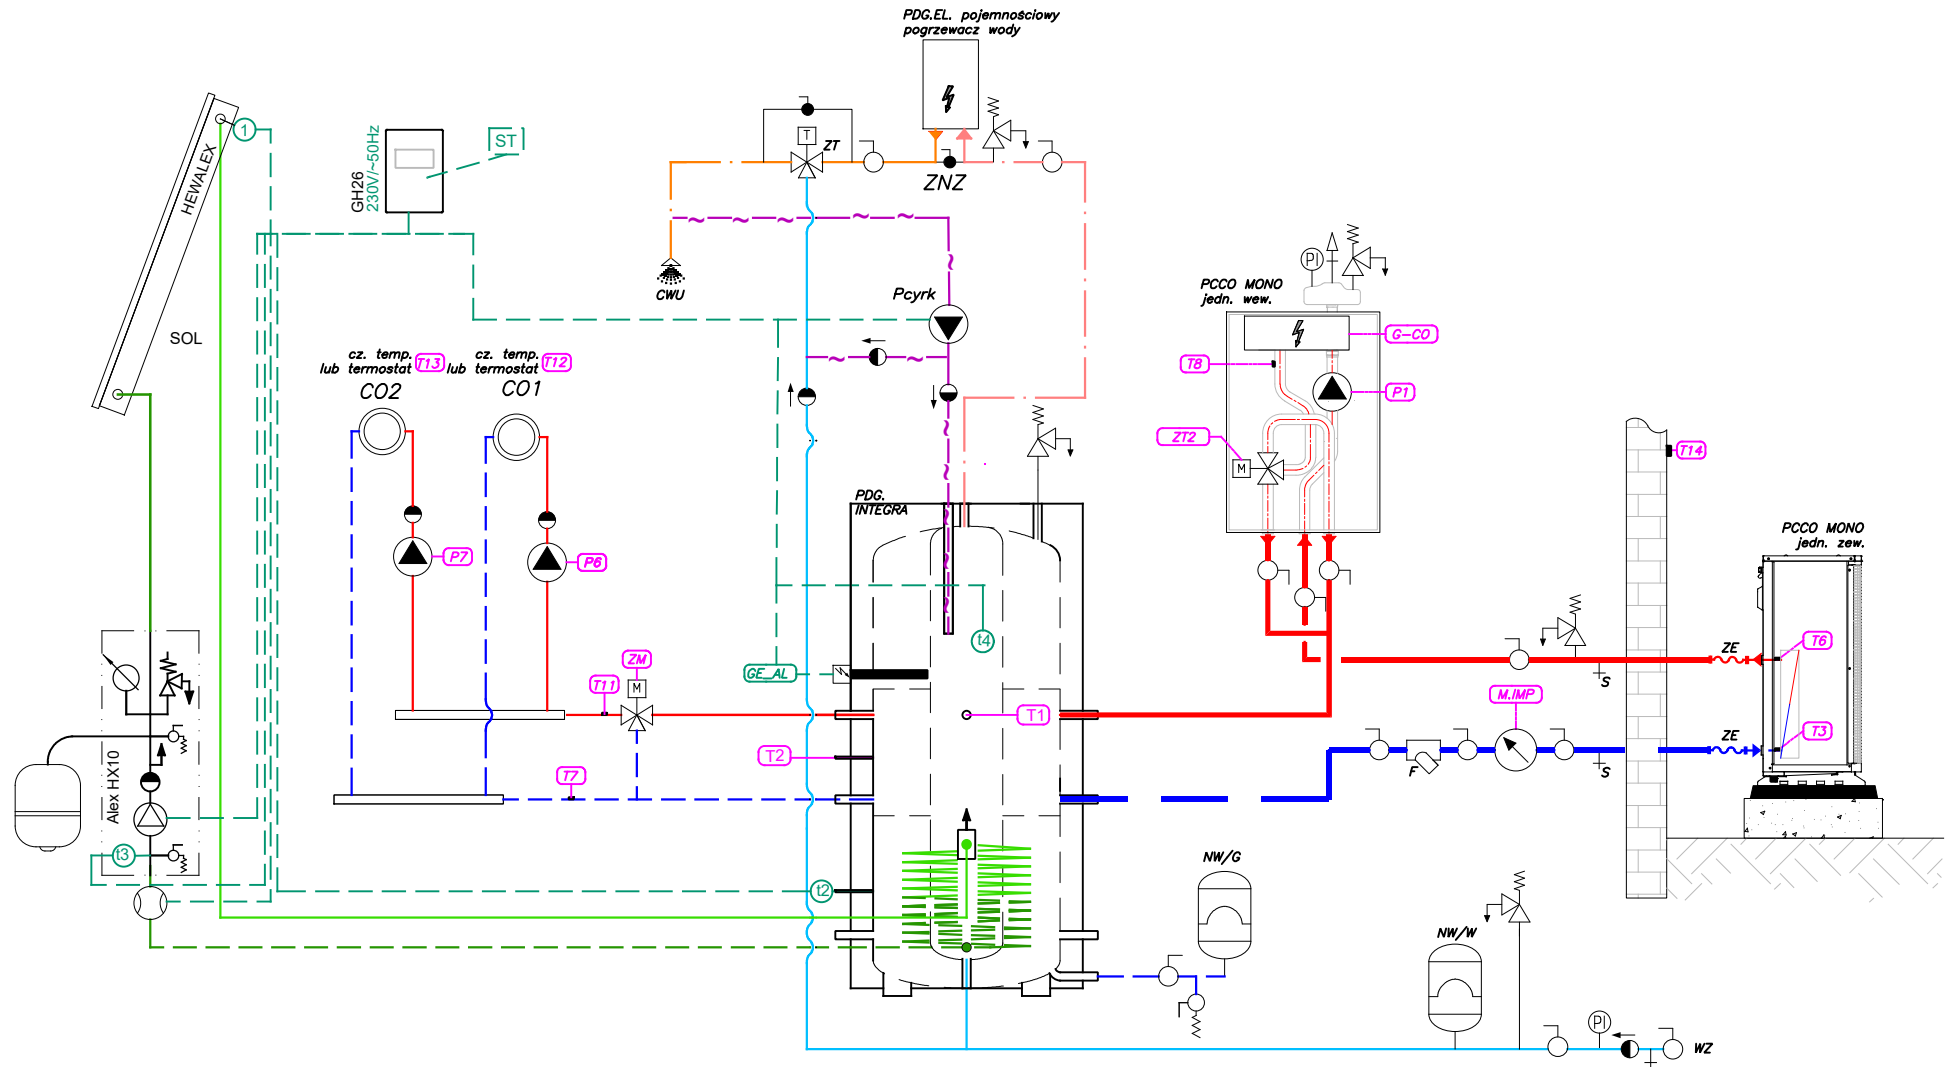 PDG.EL. pojemnościowy
pogrzewacz wody
HEWALEX
1
GH26
230V/~50Hz
ST
T
ZT
ZNZ
CWU
SOL
Pcyrk
PCCO MONO
jedn. wew.
PI
G-CO
T8
P1
ZT2
M
cz. temp.
lub termostat
T13
CO2
cz. temp.
lub termostat
T12
CO1
T14
PDG.
INTEGRA
PCCO MONO
jedn. zew.
P7
P6
t4
ZM
M
GE_AL
T11
T1
T2
T7
ZE
T6
S
M.IMP
ZE
T3
F
S
Alex HX10
t3
t2
NW/G
NW/W
PI
WZ